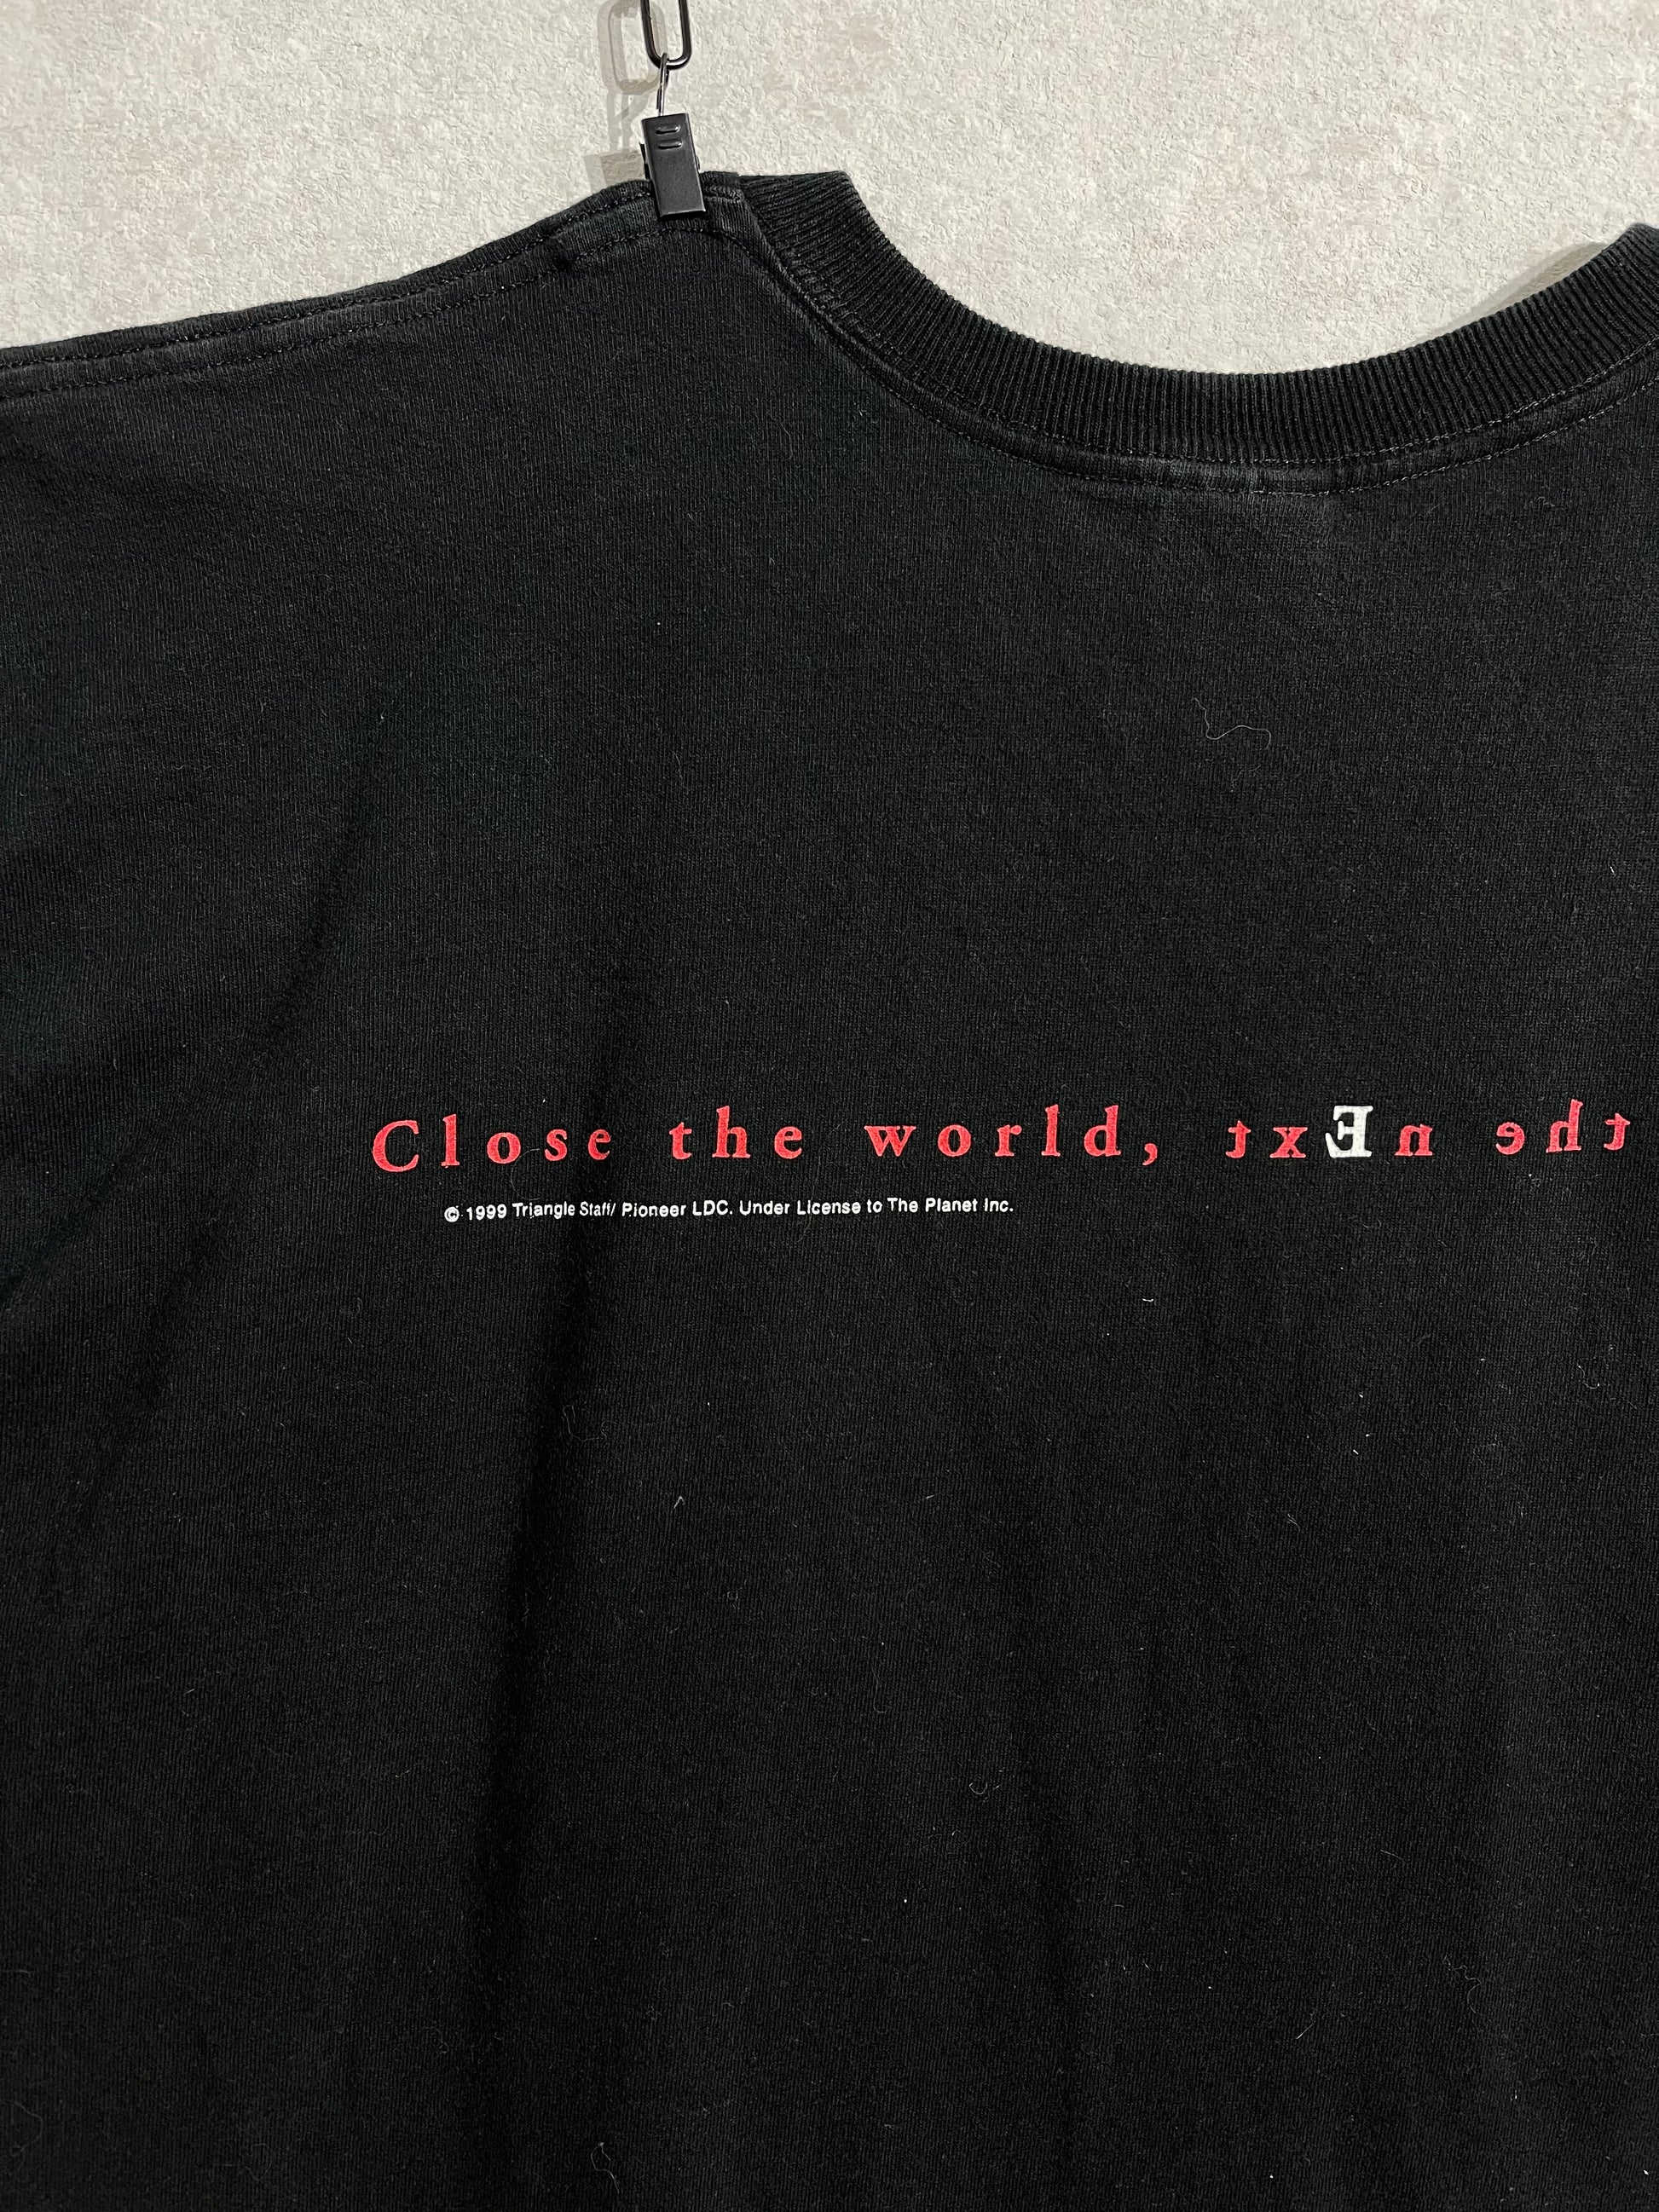 Close the world, txEn eht
© 1999 Triangle Staff/ Pioneer LDC. Under License to The Planet Inc.